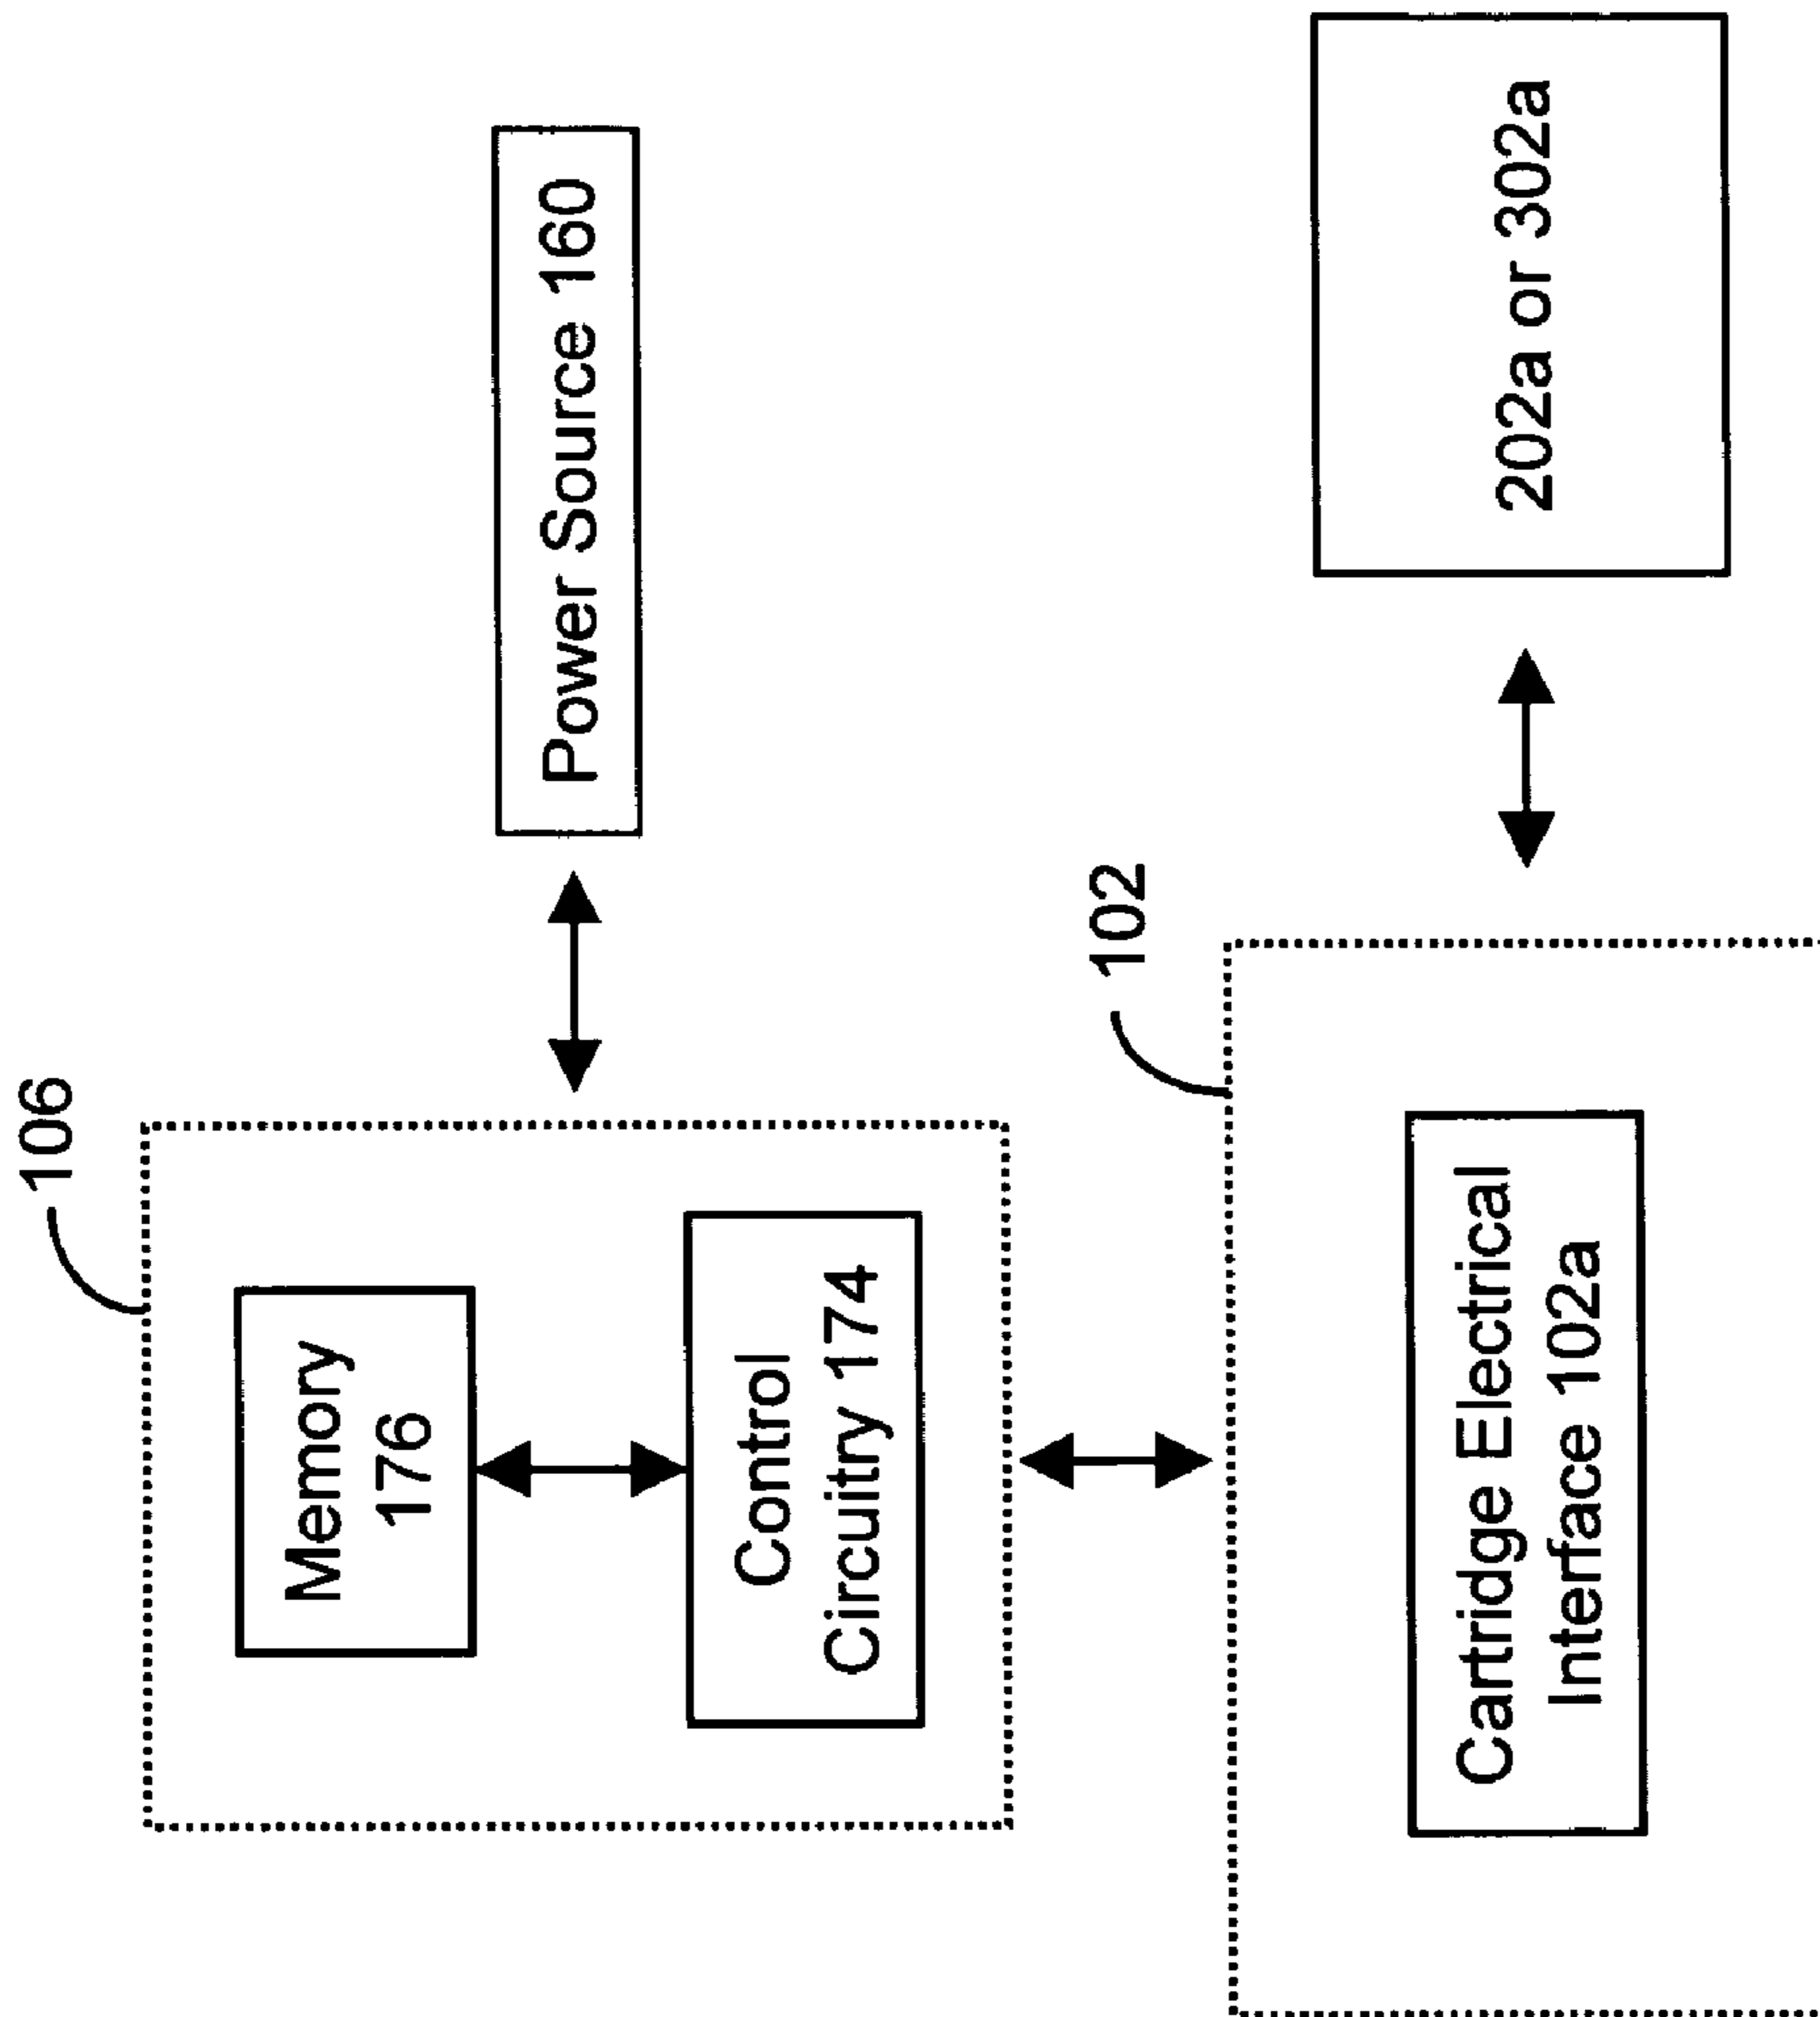 106
Memory
176
Control
Circuitry 174
Power Source 160
102
Cartridge Electrical
Interface 102a
202a or 302a